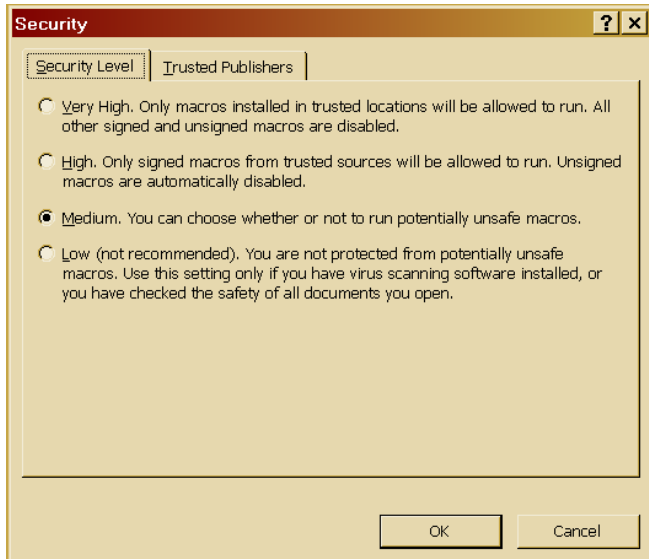 Security
? ×
Security Level Trusted Publishers
Very High. Only macros installed in trusted locations will be allowed to run. All
other signed and unsigned macros are disabled.
High. Only signed macros from trusted sources will be allowed to run. Unsigned
macros are automatically disabled.
Medium. You can choose whether or not to run potentially unsafe macros.
Low (not recommended). You are not protected from potentially unsafe
macros. Use this setting only if you have virus scanning software installed, or
you have checked the safety of all documents you open.
OK Cancel